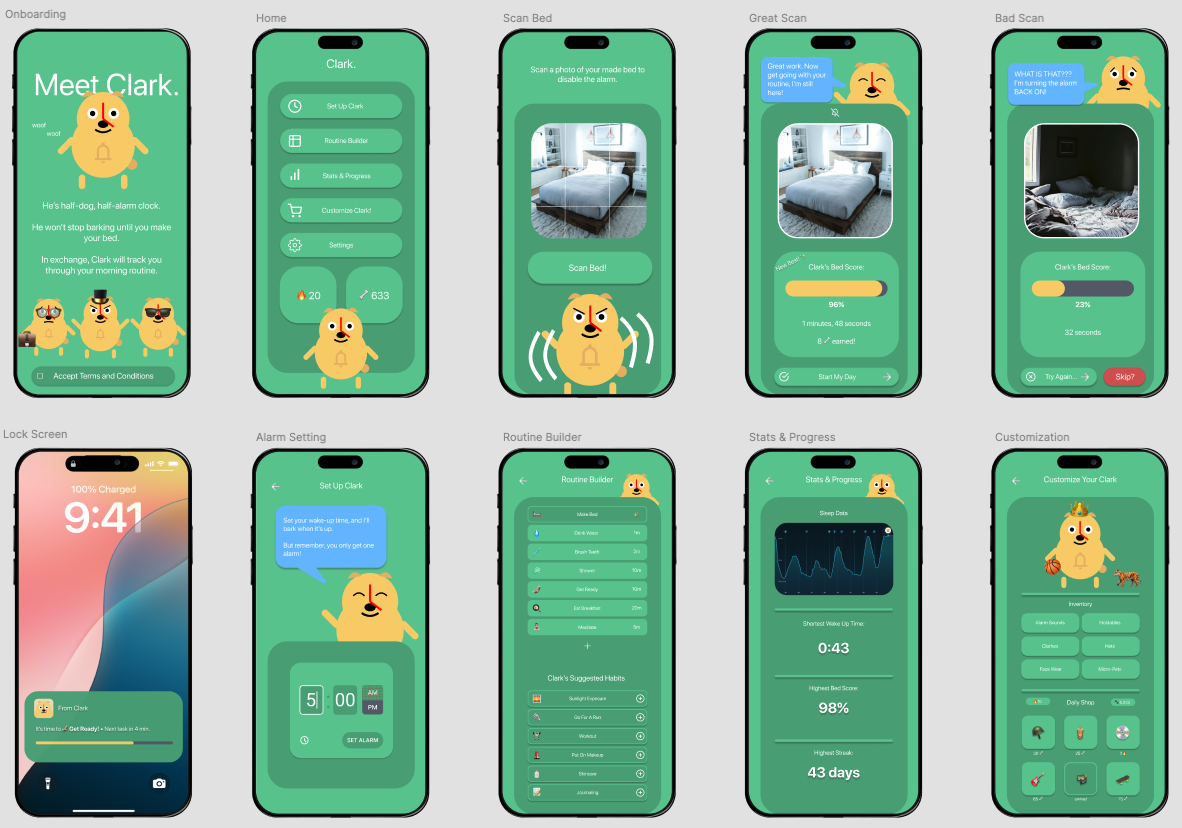 Onboarding
Meet Clark.
woof
woof
He's half-dog, half-alarm clock.
He won't stop barking until you make
your bed.
In exchange, Clark will track you
through your morning routine.
Accept Terms and Conditions
Home
Clark.
Set Up Clark
Routine Builder
Stats & Progress
Customize Clark!
Settings
20
633
Scan Bed
Scan a photo of your made bed to
disable the alarm.
Scan Bed!
Great Scan
Great work. Now
get going with your
routine, I'm still
here!
New Best!
Clark's Bed Score:
96%
1 minutes, 48 seconds
8 earned!
Start My Day
Bad Scan
WHAT IS THAT???
I'm turning the alarm
BACK ON!
Clark's Bed Score:
23%
32 seconds
Try Again...
Skip?
Lock Screen
100% Charged
9:41
From Clark
It's time to Get Ready! • Next task in 4 min.
Alarm Setting
Set Up Clark
Set your wake-up time, and I'll
bark when it's up.
But remember, you only get one
alarm!
5 : 00
AM
PM
SET ALARM
Routine Builder
Routine Builder
Make Bed
Drink Water 1m
Brush Teeth 2m
Shower 10m
Get Ready 10m
Eat Breakfast 20m
Meditate 5m
Clark's Suggested Habits
Sunlight Exposure
Go For A Run
Workout
Put On Makeup
Skincare
Journaling
Stats & Progress
Stats & Progress
Sleep Data
Shortest Wake Up Time:
0:43
Highest Bed Score:
98%
Highest Streak:
43 days
Customization
Customize Your Clark
Inventory
Alarm Sounds
Holdables
Clothes
Hats
Face Wear
Micro-Pets
Daily Shop
owned